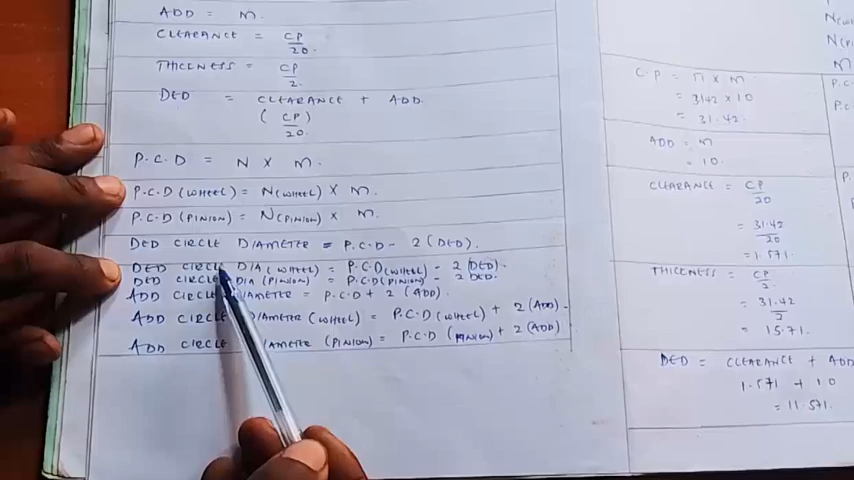 ADD = m.
CLEARANCE = CP/20.
THICKNESS = CP/2.
DED = CLEARANCE + ADD.
(CP/20)
P.C.D = N × m.
P.C.D (WHEEL) = N(WHEEL) × m.
P.C.D (PINION) = N(PINION) × m.
DED CIRCLE DIAMETER = P.C.D - 2 (DED).
DED CIRCLE DIA (WHEEL) = P.C.D (WHEEL) - 2 (DED).
DED CIRCLE DIA (PINION) = P.C.D (PINION) - 2 DED.
ADD CIRCLE DIAMETER = P.C.D + 2 (ADD).
ADD CIRCLE DIAMETER (WHEEL) = P.C.D (WHEEL) + 2 (ADD).
ADD CIRCLE DIAMETER (PINION) = P.C.D (PINION) + 2 (ADD)
C.P = π × m
= 3.142 × 10
= 31.42.
ADD = m
= 10.
CLEARANCE = CP/20
= 31.42/20
= 1.571.
THICKNESS = CP/2
= 31.42/2
= 15.71.
DED = CLEARANCE + ADD
1.571 + 10
= 11.571.